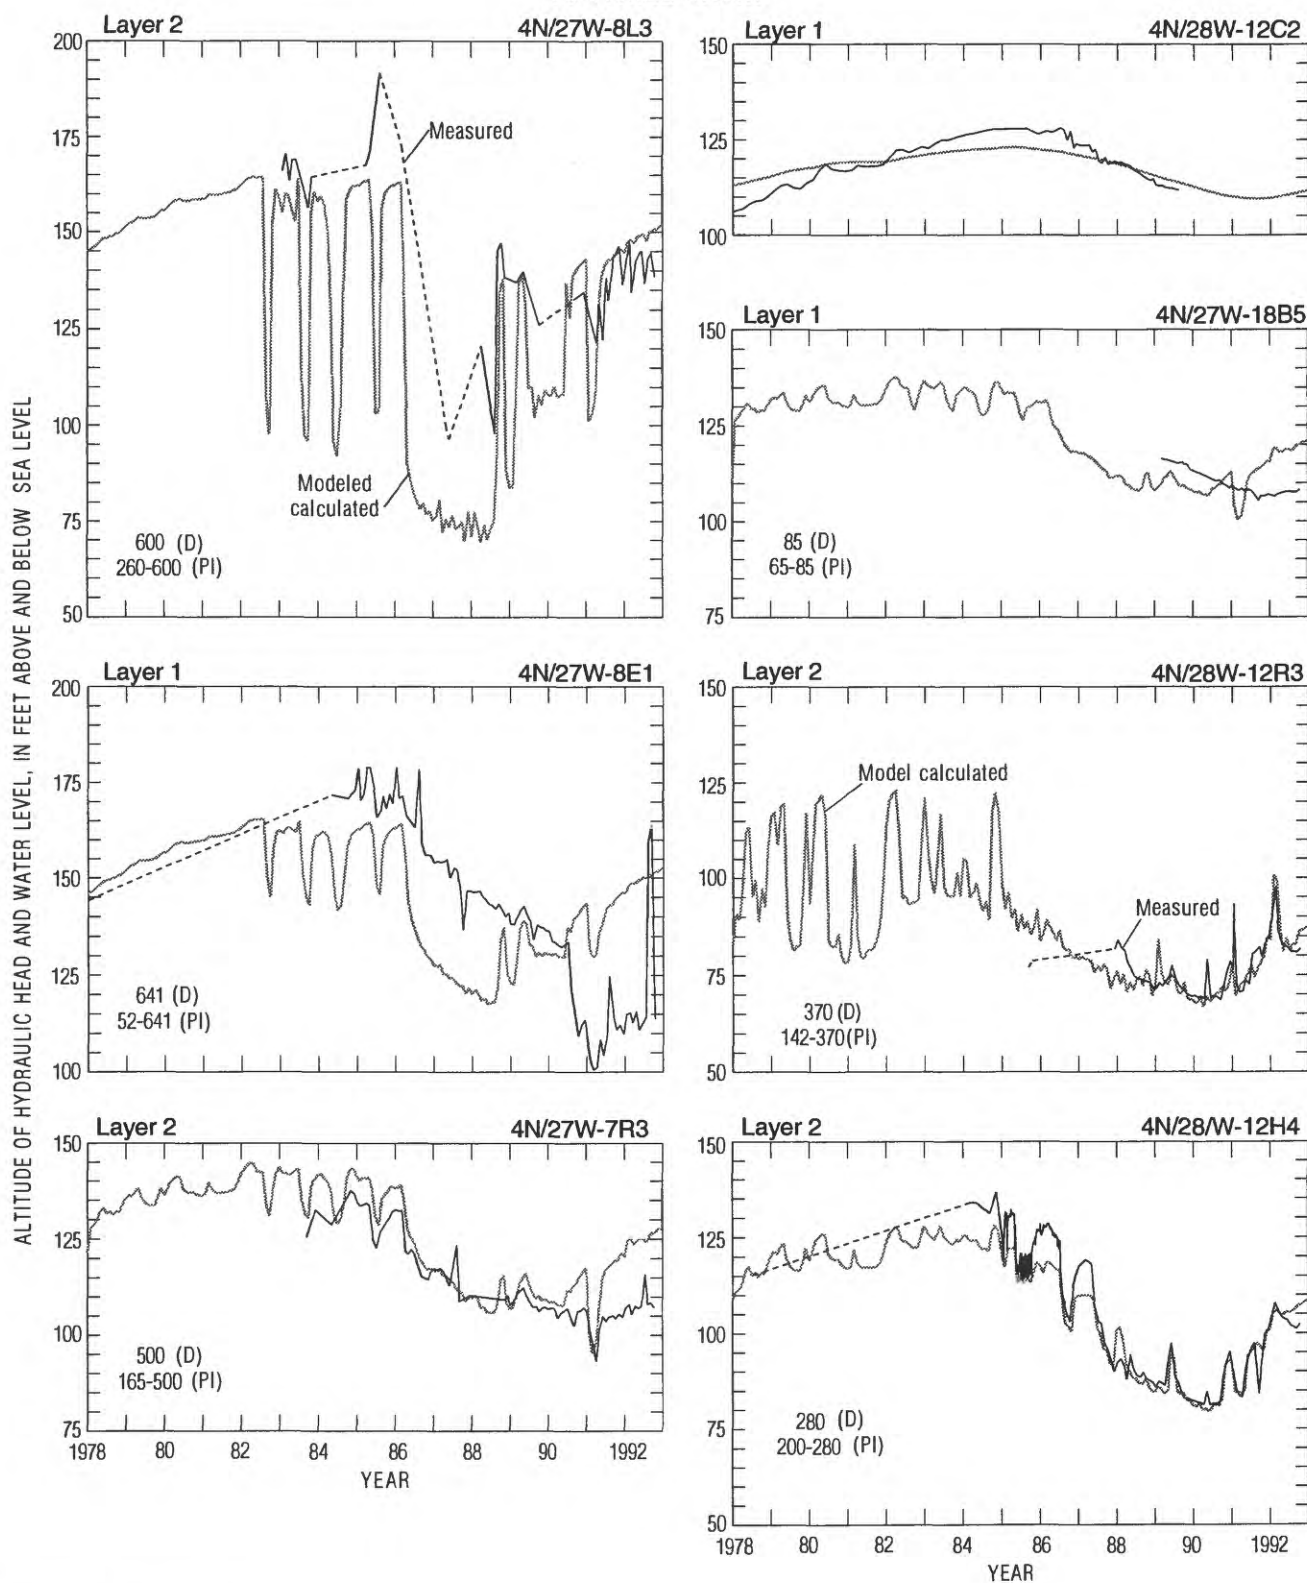 ALTITUDE OF HYDRAULIC HEAD AND WATER LEVEL, IN FEET ABOVE AND BELOW SEA LEVEL
Layer 2 4N/27W-8L3
200
175
150
125
100
75
50
Measured
Modeled
calculated
600 (D)
260-600 (PI)
Layer 1 4N/27W-8E1
200
175
150
125
100
641 (D)
52-641 (PI)
Layer 2 4N/27W-7R3
150
125
100
75
500 (D)
165-500 (PI)
1978 80 82 84 86 88 90 1992
YEAR
Layer 1 4N/28W-12C2
150
125
100
Layer 1 4N/27W-18B5
150
125
100
75
85 (D)
65-85 (PI)
Layer 2 4N/28W-12R3
150
125
100
75
50
Model calculated
Measured
370 (D)
142-370(PI)
Layer 2 4N/28/W-12H4
150
125
100
75
50
280 (D)
200-280 (PI)
1978 80 82 84 86 88 90 1992
YEAR